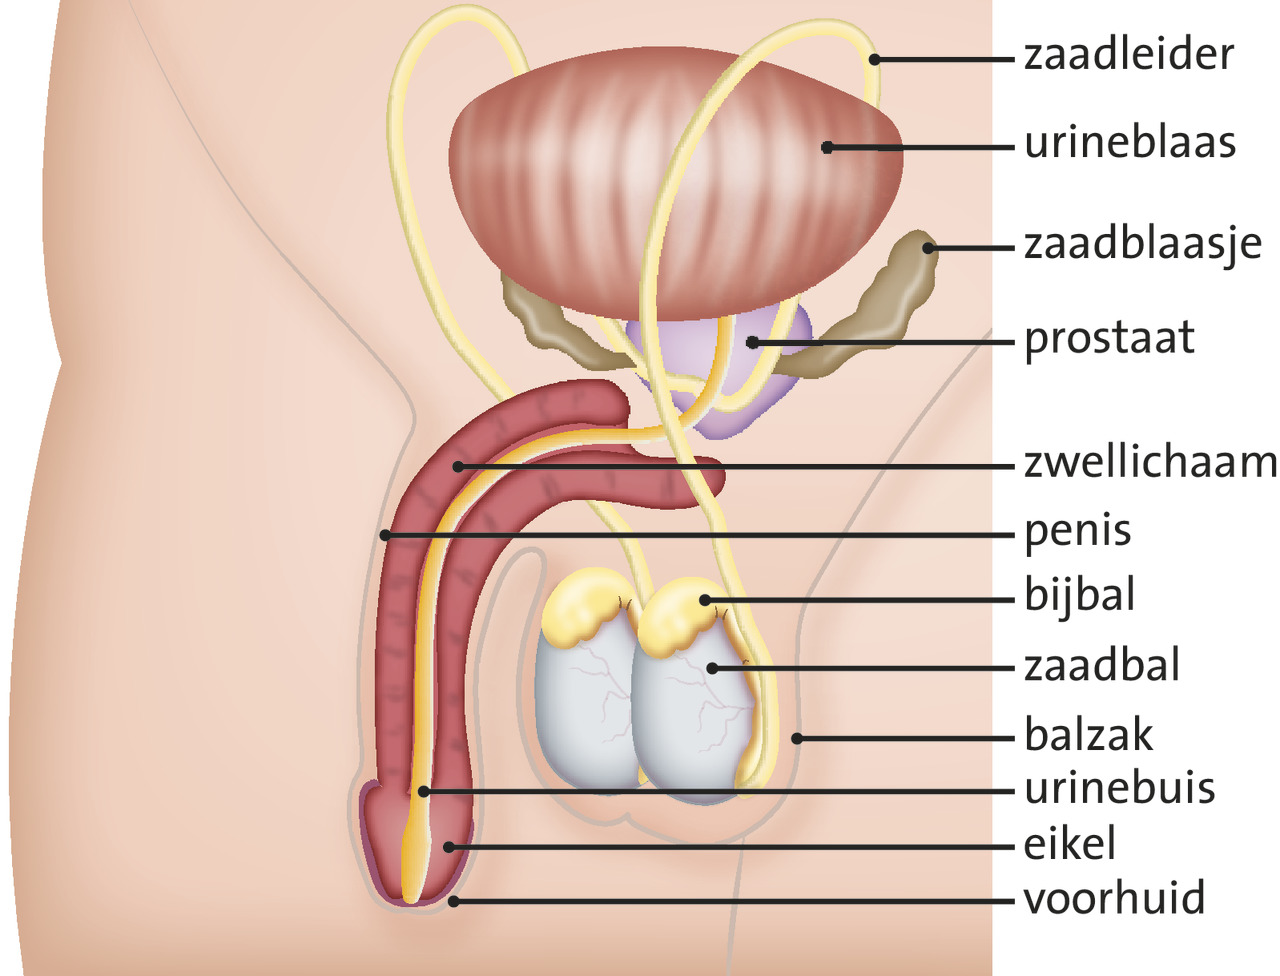 zaadleider
urineblaas
zaadblaasje
prostaat
zwellichaam
penis
bijbal
zaadbal
balzak
urinebuis
eikel
voorhuid